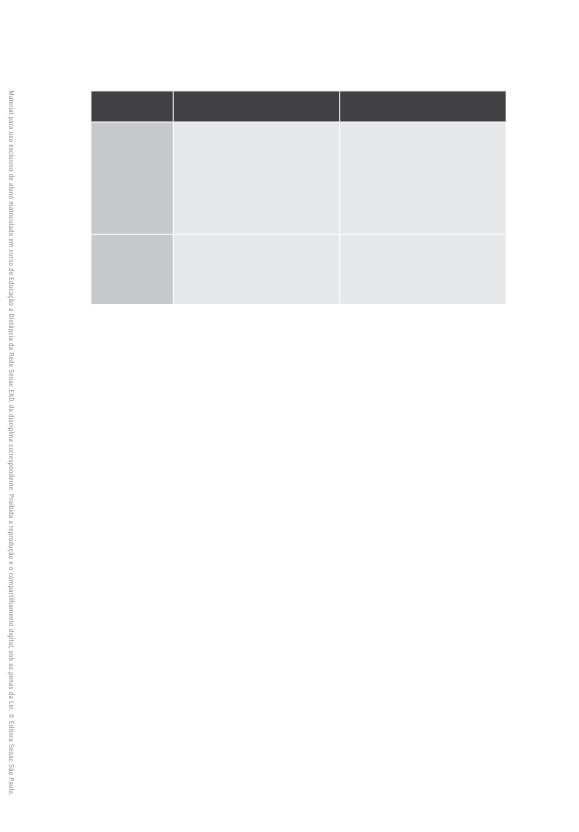 Material para uso exclusivo de aluno matriculado em curso de Educação a Distância da Rede Senac EAD, da disciplina correspondente. Proibida a reprodução e o compartilhamento digital, sob as penas da Lei. © Editora Senac São Paulo.